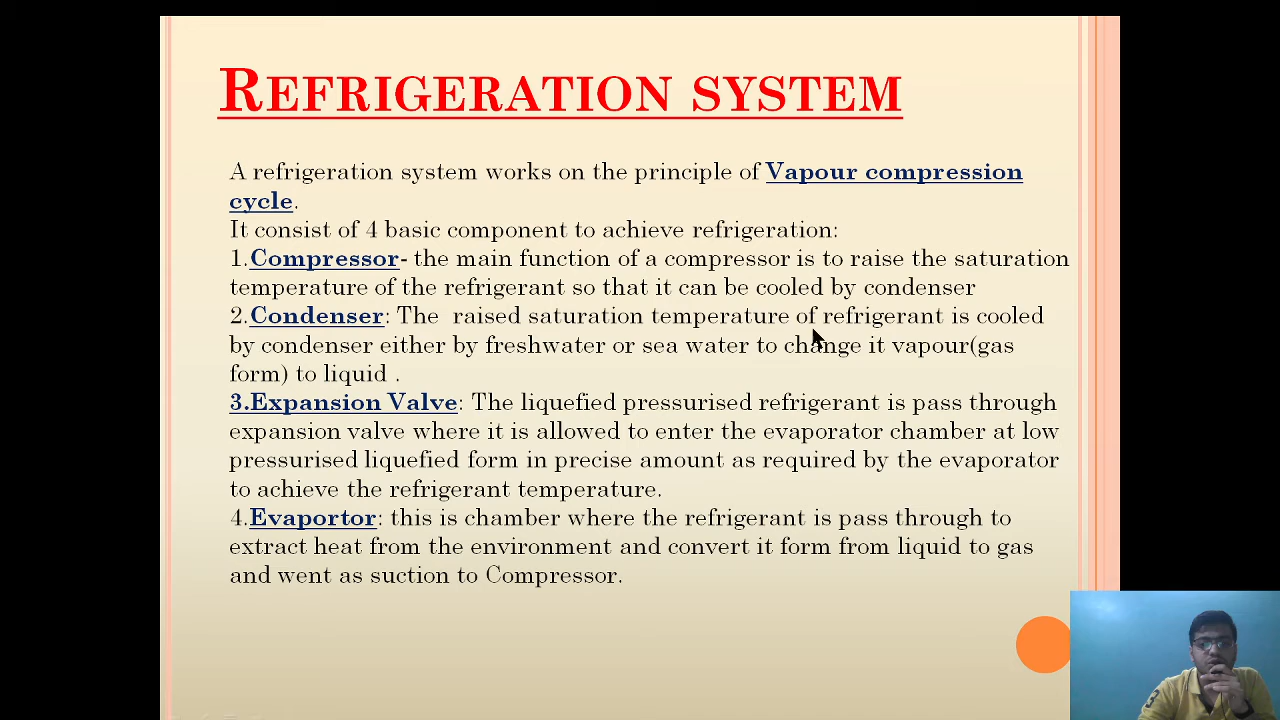 REFRIGERATION SYSTEM
A refrigeration system works on the principle of Vapour compression
cycle.
It consist of 4 basic component to achieve refrigeration:
1.Compressor- the main function of a compressor is to raise the saturation
temperature of the refrigerant so that it can be cooled by condenser
2.Condenser: The raised saturation temperature of refrigerant is cooled
by condenser either by freshwater or sea water to change it vapour(gas
form) to liquid .
3.Expansion Valve: The liquefied pressurised refrigerant is pass through
expansion valve where it is allowed to enter the evaporator chamber at low
pressurised liquefied form in precise amount as required by the evaporator
to achieve the refrigerant temperature.
4.Evaportor: this is chamber where the refrigerant is pass through to
extract heat from the environment and convert it form from liquid to gas
and went as suction to Compressor.